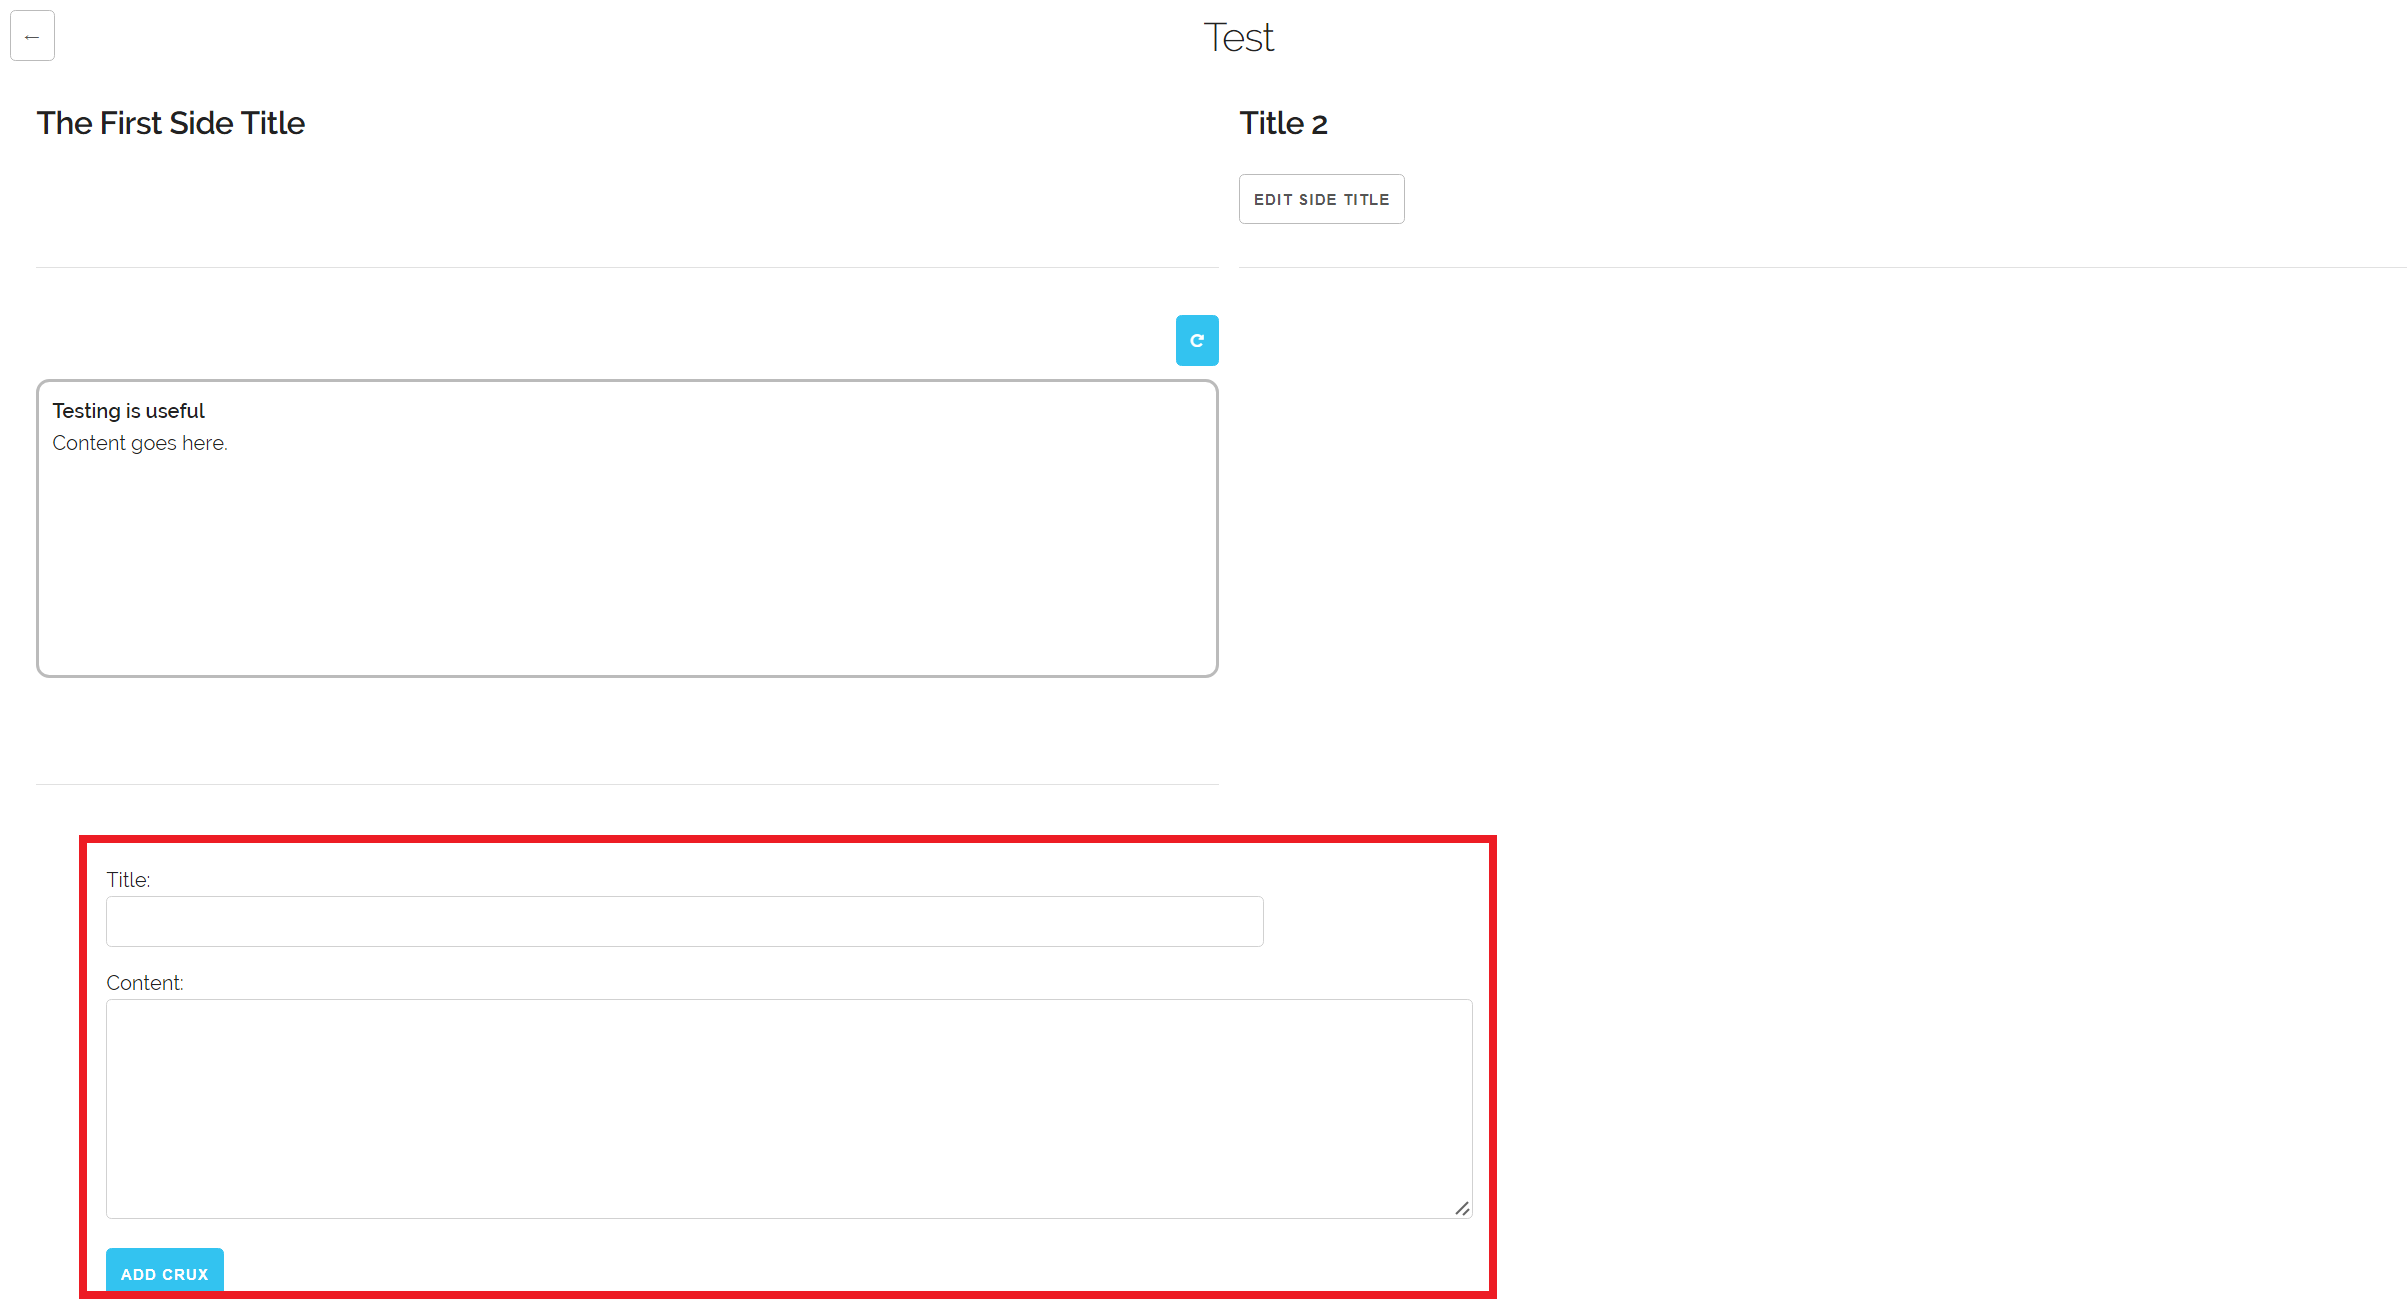 ←
Test
The First Side Title
Title 2
EDIT SIDE TITLE
Testing is useful
Content goes here.
Title:
Content:
ADD CRUX